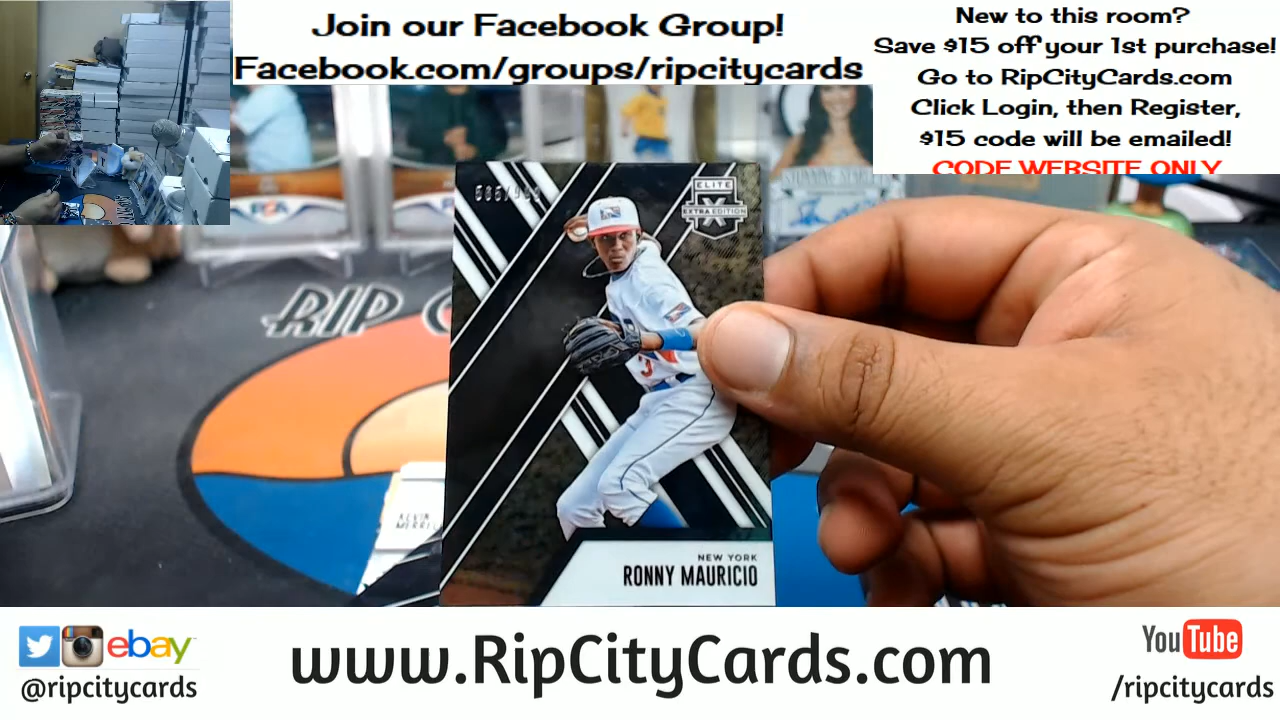 Join our Facebook Group!
Facebook.com/groups/ripcitycards
New to this room?
Save $15 off your 1st purchase!
Go to RipCityCards.com
Click Login, then Register,
$15 code will be emailed!
CODE WEBSITE ONLY
ELITE
X
EXTRA EDITION
RIP C
3
NEW YORK
RONNY MAURICIO
ebay
@ripcitycards
www.RipCityCards.com
YouTube
/ripcitycards